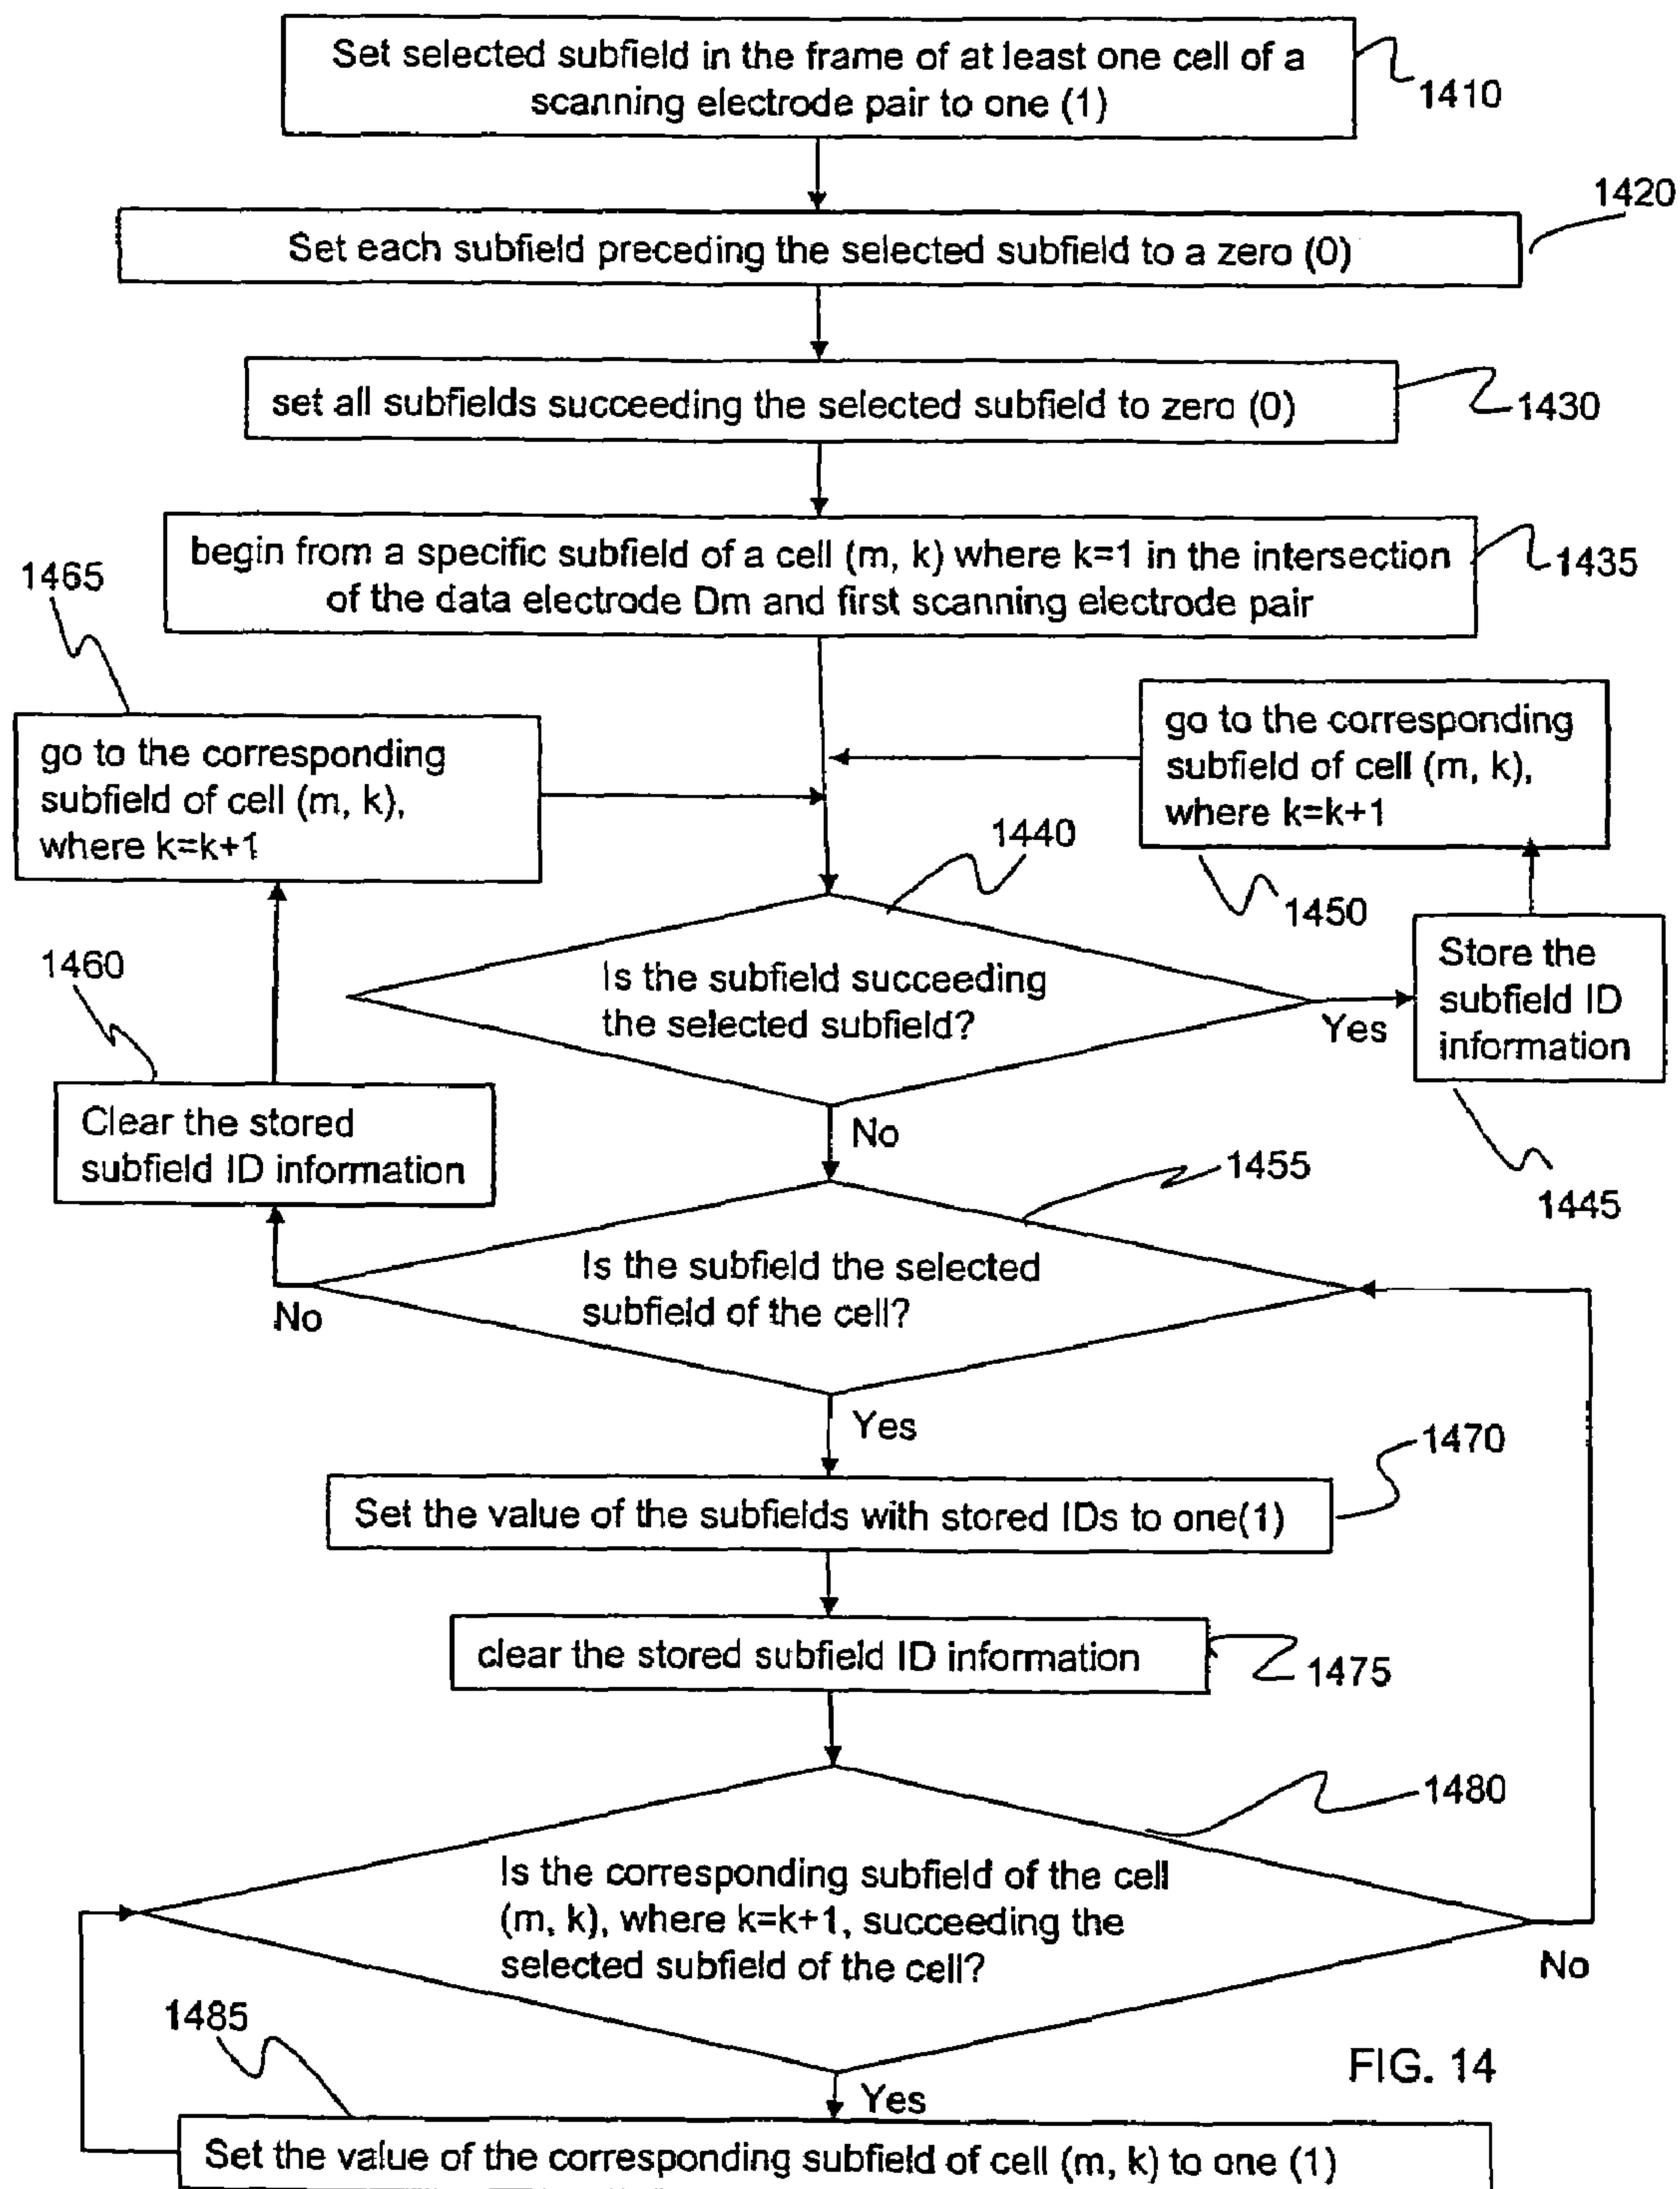 Set selected subfield in the frame of at least one cell of a
scanning electrode pair to one (1)
1410
1420
Set each subfield preceding the selected subfield to a zero (0)
set all subfields succeeding the selected subfield to zero (0)
1430
begin from a specific subfield of a cell (m, k) where k=1 in the intersection
of the data electrode Dm and first scanning electrode pair
1435
1465
go to the corresponding
subfield of cell (m, k),
where k=k+1
go to the corresponding
subfield of cell (m, k),
where k=k+1
1440
1450
1460
Is the subfield succeeding
the selected subfield?
Yes
Store the
subfield ID
information
Clear the stored
subfield ID information
No
1455
1445
Is the subfield the selected
subfield of the cell?
No
Yes
1470
Set the value of the subfields with stored IDs to one(1)
clear the stored subfield ID information
1475
1480
Is the corresponding subfield of the cell
(m, k), where k=k+1, succeeding the
selected subfield of the cell?
No
1485
FIG. 14
Yes
Set the value of the corresponding subfield of cell (m, k) to one (1)